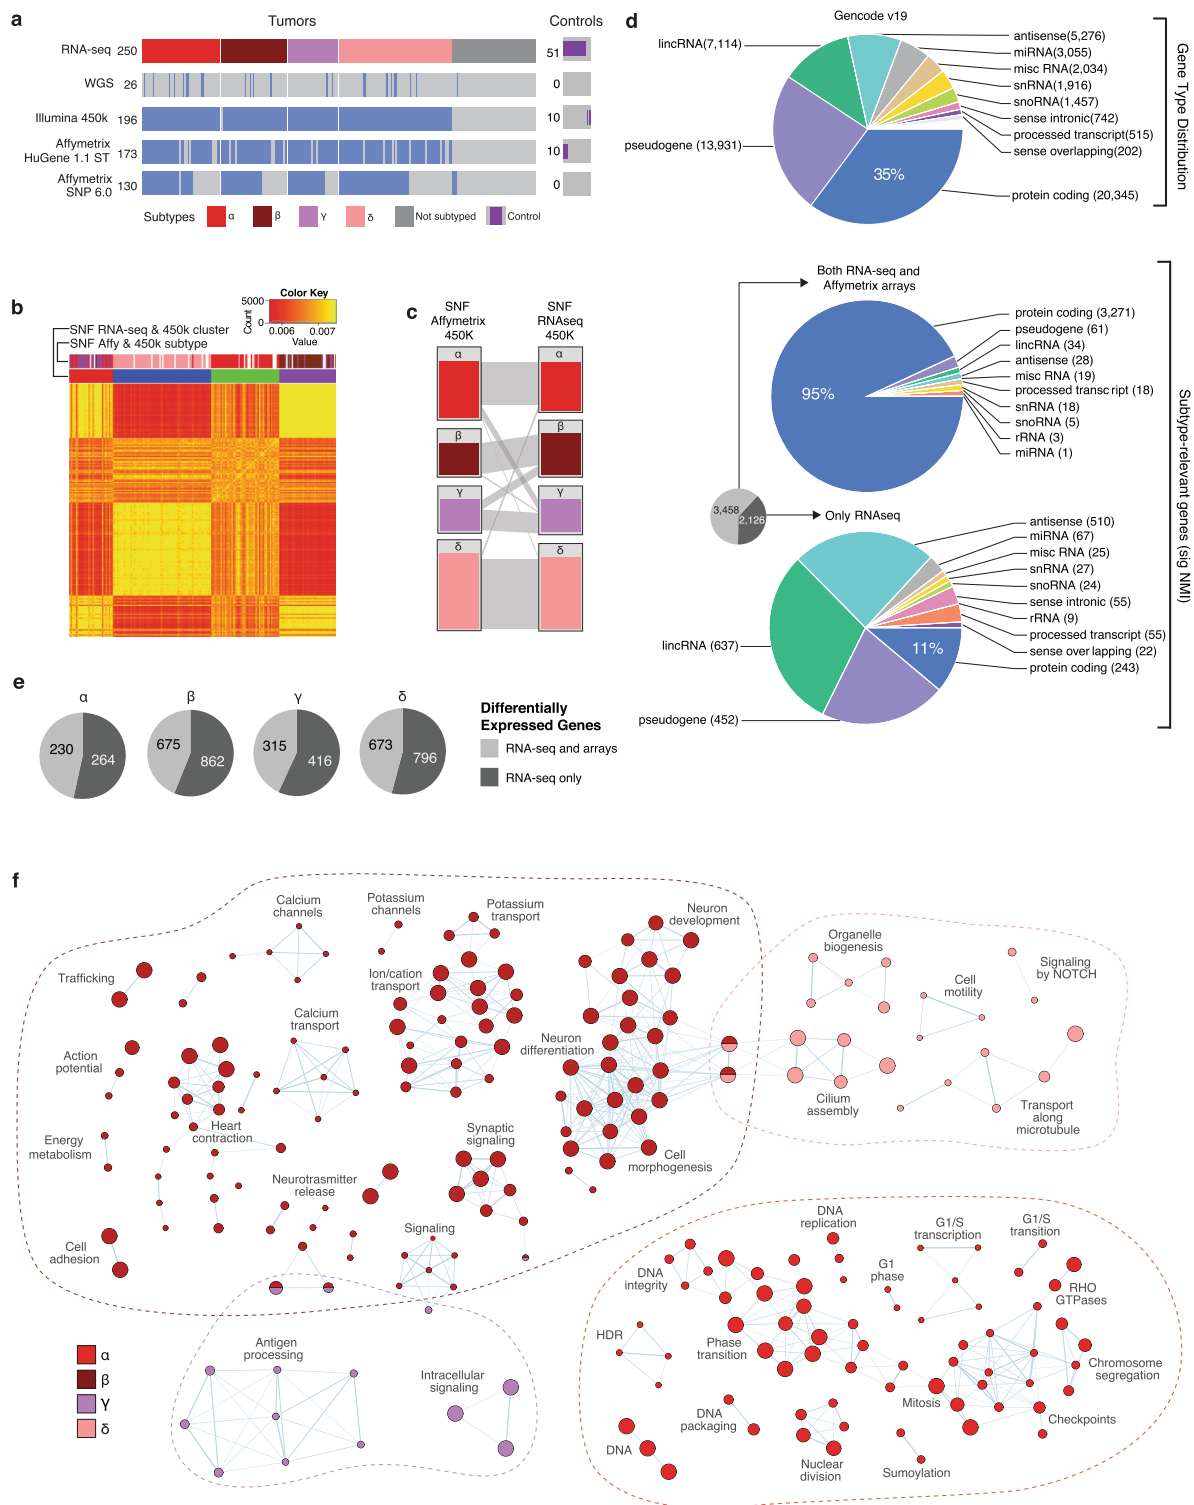 a
Tumors
Controls
RNA-seq 250
51
WGS 26
0
Illumina 450k 196
10
Affymetrix
HuGene 1.1 ST 173
10
Affymetrix
SNP 6.0 130
0
Subtypes α β γ δ Not subtyped Control
b
Color Key
5000
0
Count
0.006 0.007
Value
SNF RNA-seq & 450k cluster
SNF Affy & 450k subtype
c
SNF
Affymetrix
450K
SNF
RNAseq
450K
α
α
β
β
γ
γ
δ
δ
d
Gencode v19
antisense(5,276)
lincRNA(7,114)
miRNA(3,055)
misc RNA(2,034)
snRNA(1,916)
snoRNA(1,457)
sense intronic(742)
processed transcript(515)
pseudogene (13,931)
sense overlapping(202)
35%
protein coding (20,345)
Gene Type Distribution
Both RNA-seq and
Affymetrix arrays
protein coding (3,271)
pseudogene (61)
lincRNA (34)
antisense (28)
misc RNA (19)
processed transcript (18)
95%
snRNA (18)
snoRNA (5)
rRNA (3)
miRNA (1)
3,458
2,126
Only RNAseq
antisense (510)
miRNA (67)
misc RNA (25)
snRNA (27)
snoRNA (24)
sense intronic (55)
rRNA (9)
processed transcript (55)
lincRNA (637)
11%
sense over lapping (22)
protein coding (243)
pseudogene (452)
Subtype-relevant genes (sig NMI)
e
α
β
γ
δ
230
264
675
862
315
416
673
796
Differentially
Expressed Genes
RNA-seq and arrays
RNA-seq only
f
Calcium
channels
Potassium
channels
Potassium
transport
Neuron
development
Organelle
biogenesis
Signaling
by NOTCH
Trafficking
Ion/cation
transport
Cell
motility
Calcium
transport
Neuron
differentiation
Action
potential
Cilium
assembly
Transport
along
microtubule
Heart
contraction
Synaptic
signaling
Energy
metabolism
Cell
morphogenesis
Neurotrasmitter
release
Signaling
Cell
adhesion
DNA
replication
G1/S
transcription
G1/S
transition
DNA
integrity
G1
phase
RHO
GTPases
HDR
Phase
transition
Antigen
processing
Chromosome
segregation
Intracellular
signaling
Mitosis
DNA
packaging
Checkpoints
DNA
Nuclear
division
Sumoylation
α
β
γ
δ